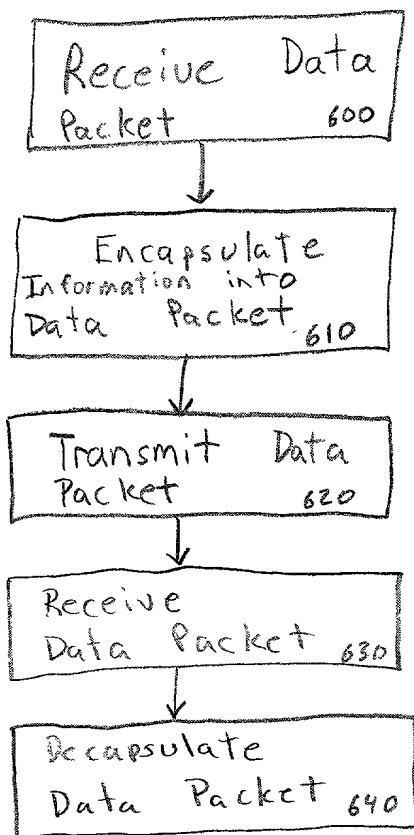 Receive Data
Packet 600
Encapsulate
Information into
Data Packet
610
Transmit Data
Packet 620
Receive
Data Packet 630
Decapsulate
Data Packet 640